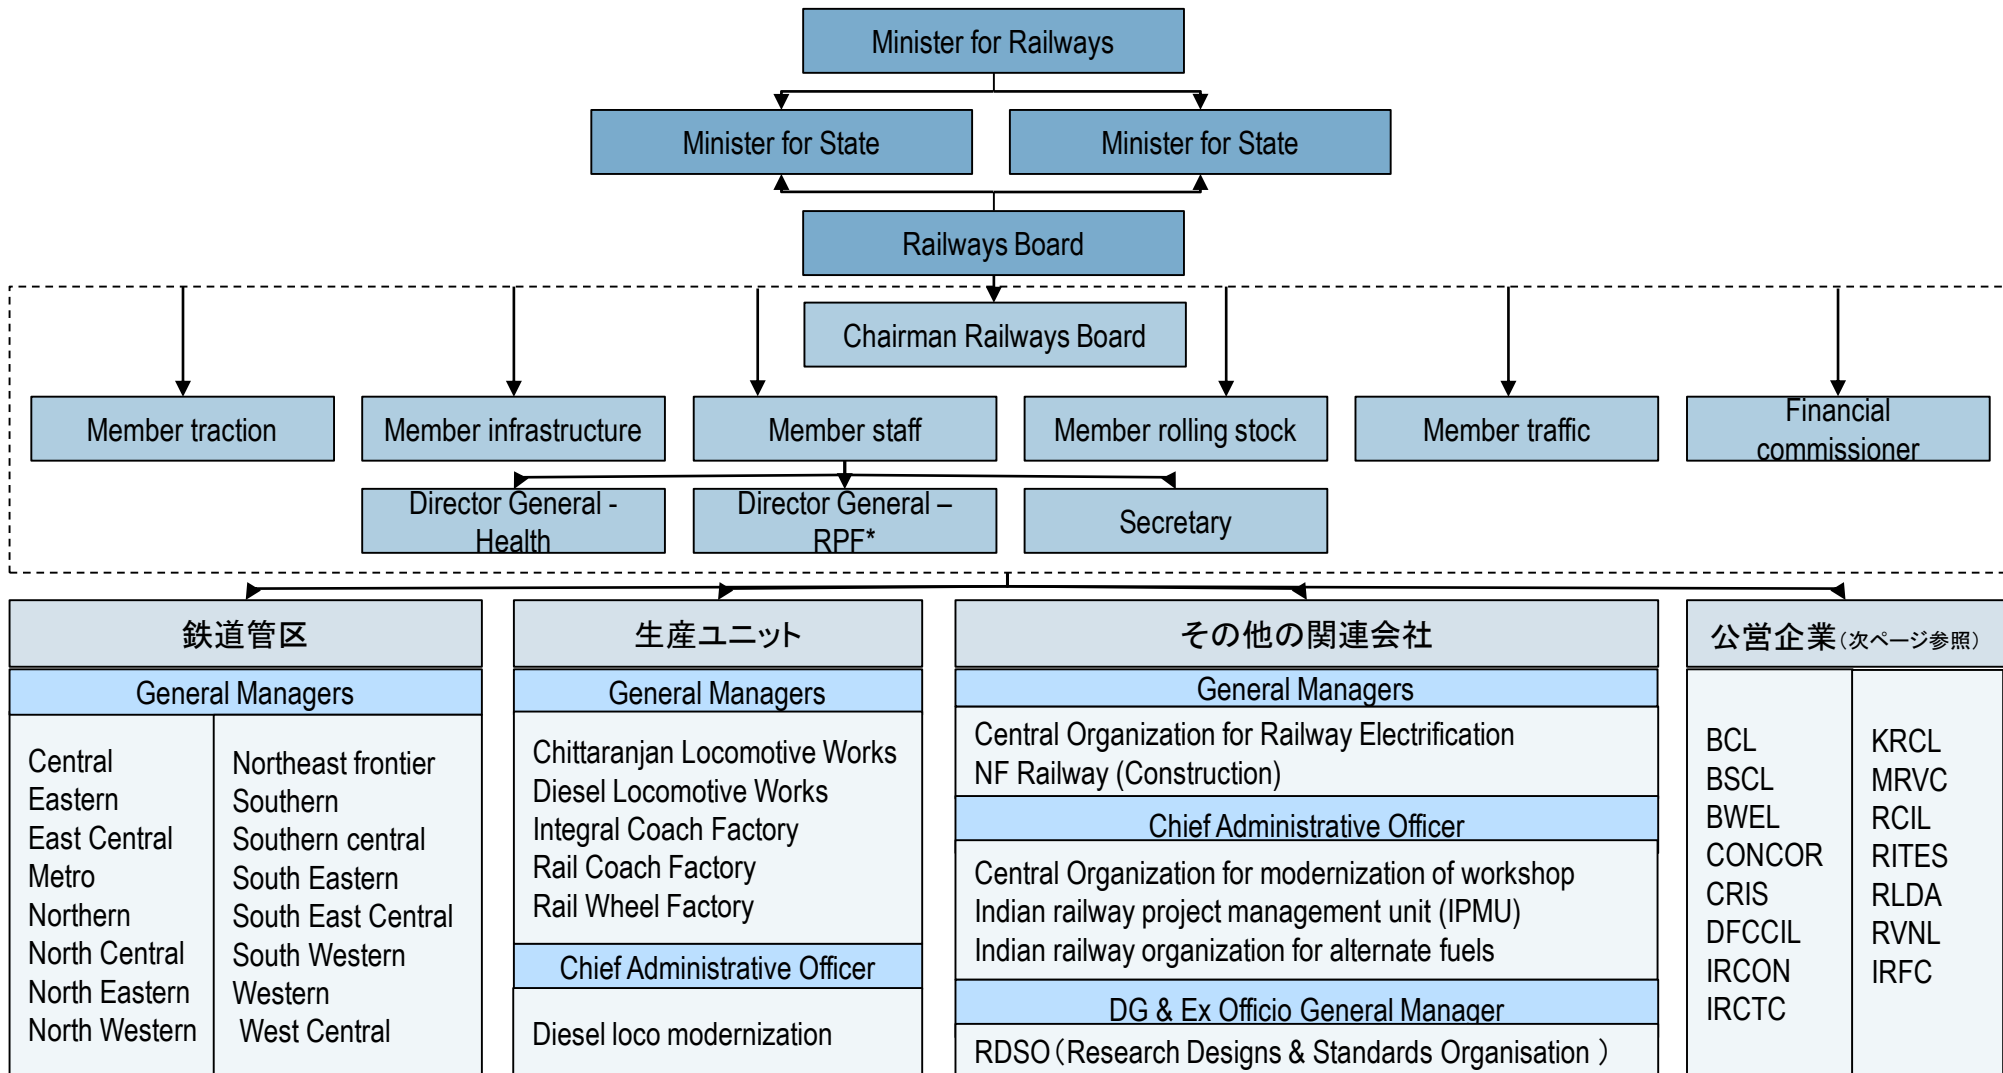 Minister for Railways
Minister for State
Minister for State
Railways Board
Chairman Railways Board
Member traction
Member infrastructure
Member staff
Member rolling stock
Member traffic
Financial
commissioner
Director General -
Health
Director General –
RPF*
Secretary
鉄道管区
General Managers
Central
Eastern
East Central
Metro
Northern
North Central
North Eastern
North Western
Northeast frontier
Southern
Southern central
South Eastern
South East Central
South Western
Western
West Central
生産ユニット
General Managers
Chittaranjan Locomotive Works
Diesel Locomotive Works
Integral Coach Factory
Rail Coach Factory
Rail Wheel Factory
Chief Administrative Officer
Diesel loco modernization
その他の関連会社
General Managers
Central Organization for Railway Electrification
NF Railway (Construction)
Chief Administrative Officer
Central Organization for modernization of workshop
Indian railway project management unit (IPMU)
Indian railway organization for alternate fuels
DG & Ex Officio General Manager
RDSO（Research Designs & Standards Organisation ）
公営企業（次ページ参照）
BCL
BSCL
BWEL
CONCOR
CRIS
DFCCIL
IRCON
IRCTC
KRCL
MRVC
RCIL
RITES
RLDA
RVNL
IRFC